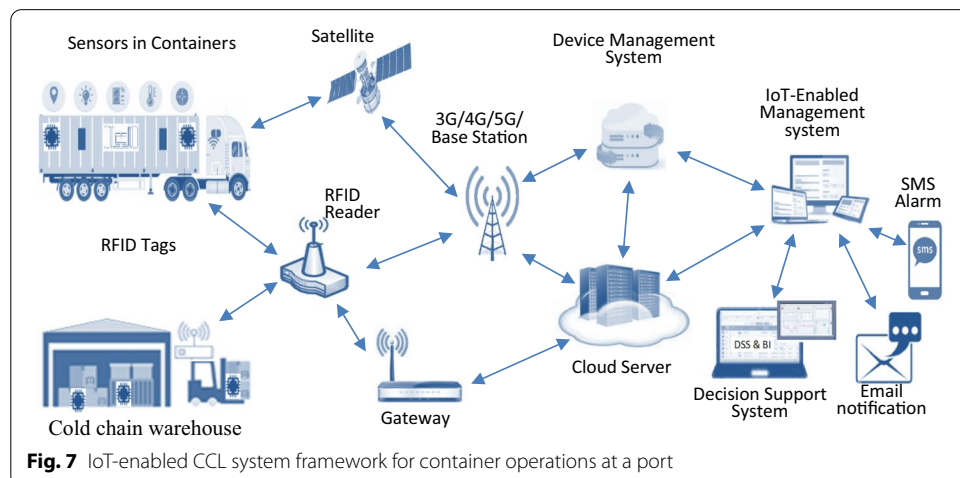 Sensors in Containers
Satellite
Device Management
System
3G/4G/5G/
Base Station
IoT-Enabled
Management
system
SMS
Alarm
sms
RFID
Reader
RFID Tags
DSS & BI
Cloud Server
Decision Support
System
Email
notification
Gateway
Cold chain warehouse
Fig. 7 IoT-enabled CCL system framework for container operations at a port